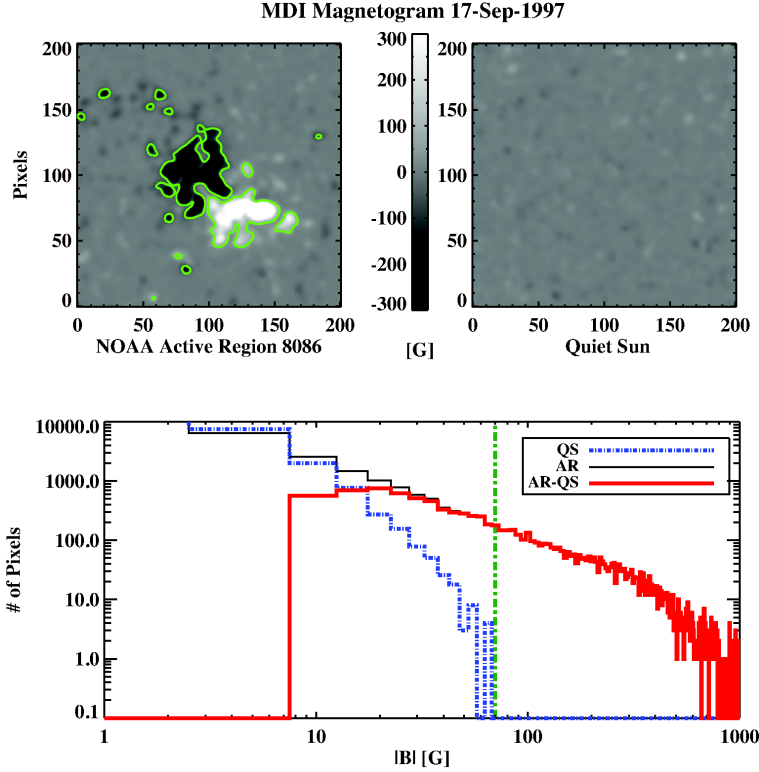 MDI Magnetogram 17-Sep-1997
Pixels
200
150
100
50
0
0 50 100 150 200
NOAA Active Region 8086
300
200
100
0
-100
-200
-300
[G]
200
150
100
50
0
0 50 100 150 200
Quiet Sun
# of Pixels
10000.0
1000.0
100.0
10.0
1.0
0.1
QS
AR
AR-QS
1 10 100 1000
|B| [G]